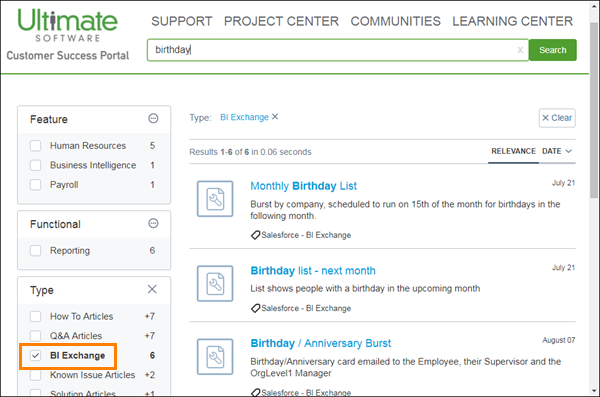 Ultimate
SOFTWARE
Customer Success Portal
SUPPORT PROJECT CENTER COMMUNITIES LEARNING CENTER
birthday x Search
Feature
Human Resources 5
Business Intelligence 1
Payroll 1
Functional
Reporting 6
Type
How To Articles +7
Q&A Articles +7
BI Exchange 6
Known Issue Articles +2
Solution Articles +1
Type: BI Exchange × × Clear
Results 1-6 of 6 in 0.06 seconds RELEVANCE DATE
Monthly Birthday List July 21
Burst by company, scheduled to run on 15th of the month for birthdays in the
following month.
Salesforce - BI Exchange
Birthday list - next month July 21
List shows people with a birthday in the upcoming month
Salesforce - BI Exchange
Birthday / Anniversary Burst August 07
Birthday/Anniversary card emailed to the Employee, their Supervisor and the
OrgLevel1 Manager
Salesforce - BI Exchange